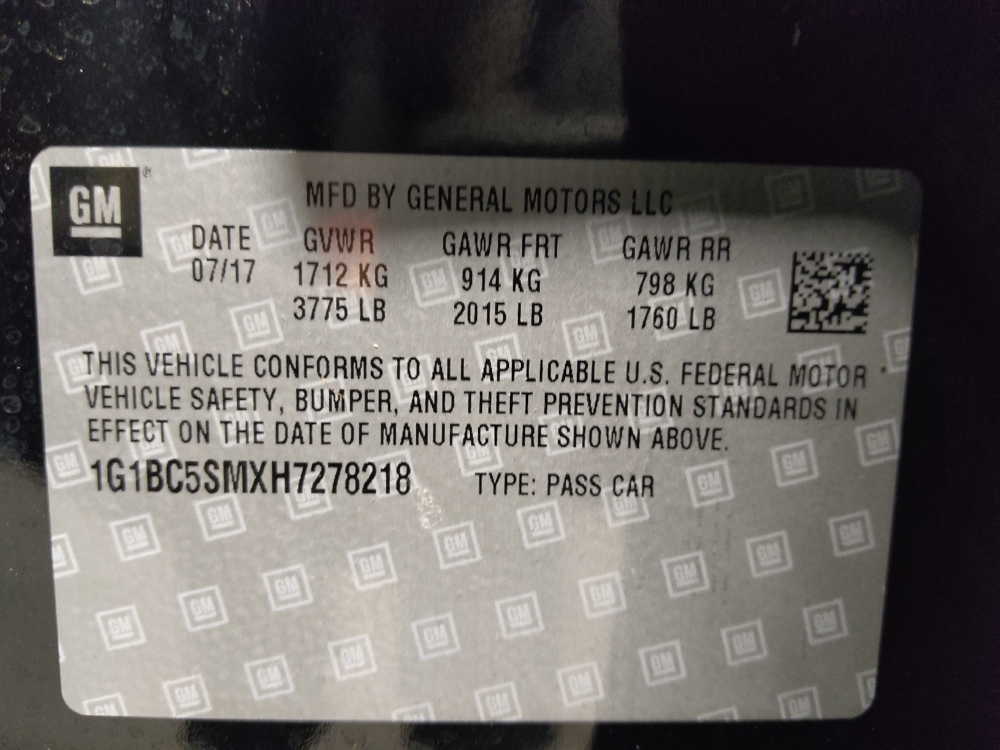 GM
MFD BY GENERAL MOTORS LLC
DATE GVWR GAWR FRT GAWR RR
07/17 1712 KG 914 KG 798 KG
3775 LB 2015 LB 1760 LB
THIS VEHICLE CONFORMS TO ALL APPLICABLE U.S. FEDERAL MOTOR
VEHICLE SAFETY, BUMPER, AND THEFT PREVENTION STANDARDS IN
EFFECT ON THE DATE OF MANUFACTURE SHOWN ABOVE.
1G1BC5SMXH7278218 TYPE: PASS CAR